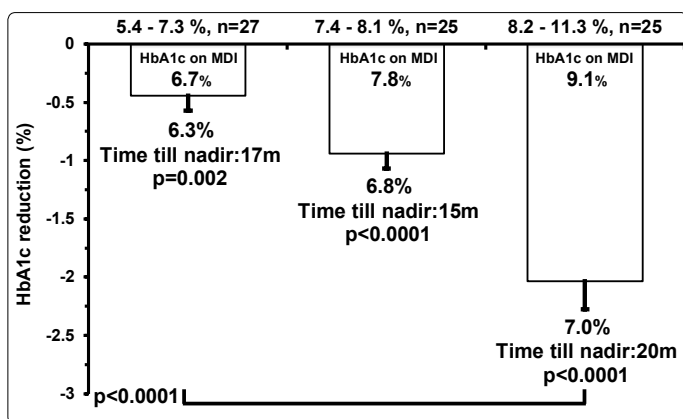 5.4 - 7.3 %, n=27
7.4 - 8.1 %, n=25
8.2 - 11.3 %, n=25
0
-0.5
-1
-1.5
-2
-2.5
-3
HbA1c reduction (%)
HbA1c on MDI
6.7%
6.3%
Time till nadir:17m
p=0.002
HbA1c on MDI
7.8%
6.8%
Time till nadir:15m
p<0.0001
HbA1c on MDI
9.1%
7.0%
Time till nadir:20m
p<0.0001
p<0.0001